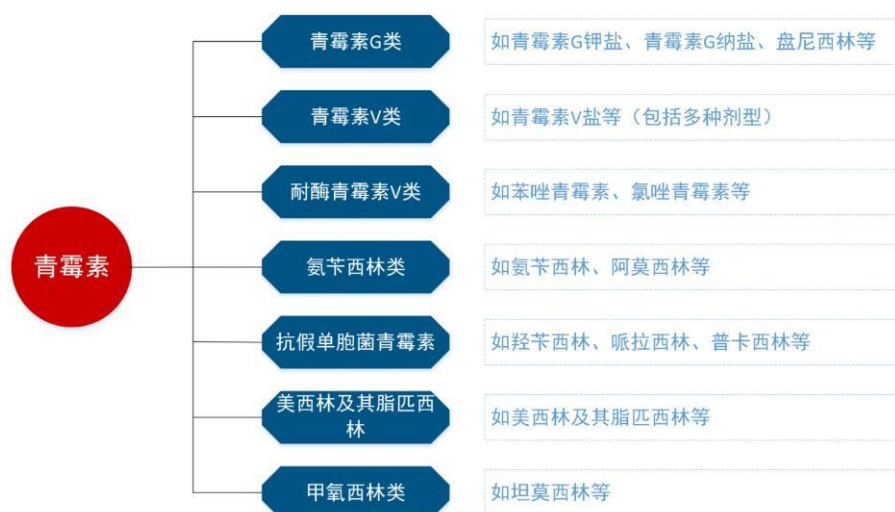 青霉素G类
如青霉素G钾盐、青霉素G纳盐、盘尼西林等
青霉素V类
如青霉素V盐等（包括多种剂型）
耐酶青霉素V类
如苯唑青霉素、氯唑青霉素等
青霉素
氨苄西林类
如氨苄西林、阿莫西林等
抗假单胞菌青霉素
如羟苄西林、哌拉西林、普卡西林等
美西林及其脂匹西
林
如美西林及其脂匹西林等
甲氧西林类
如坦莫西林等